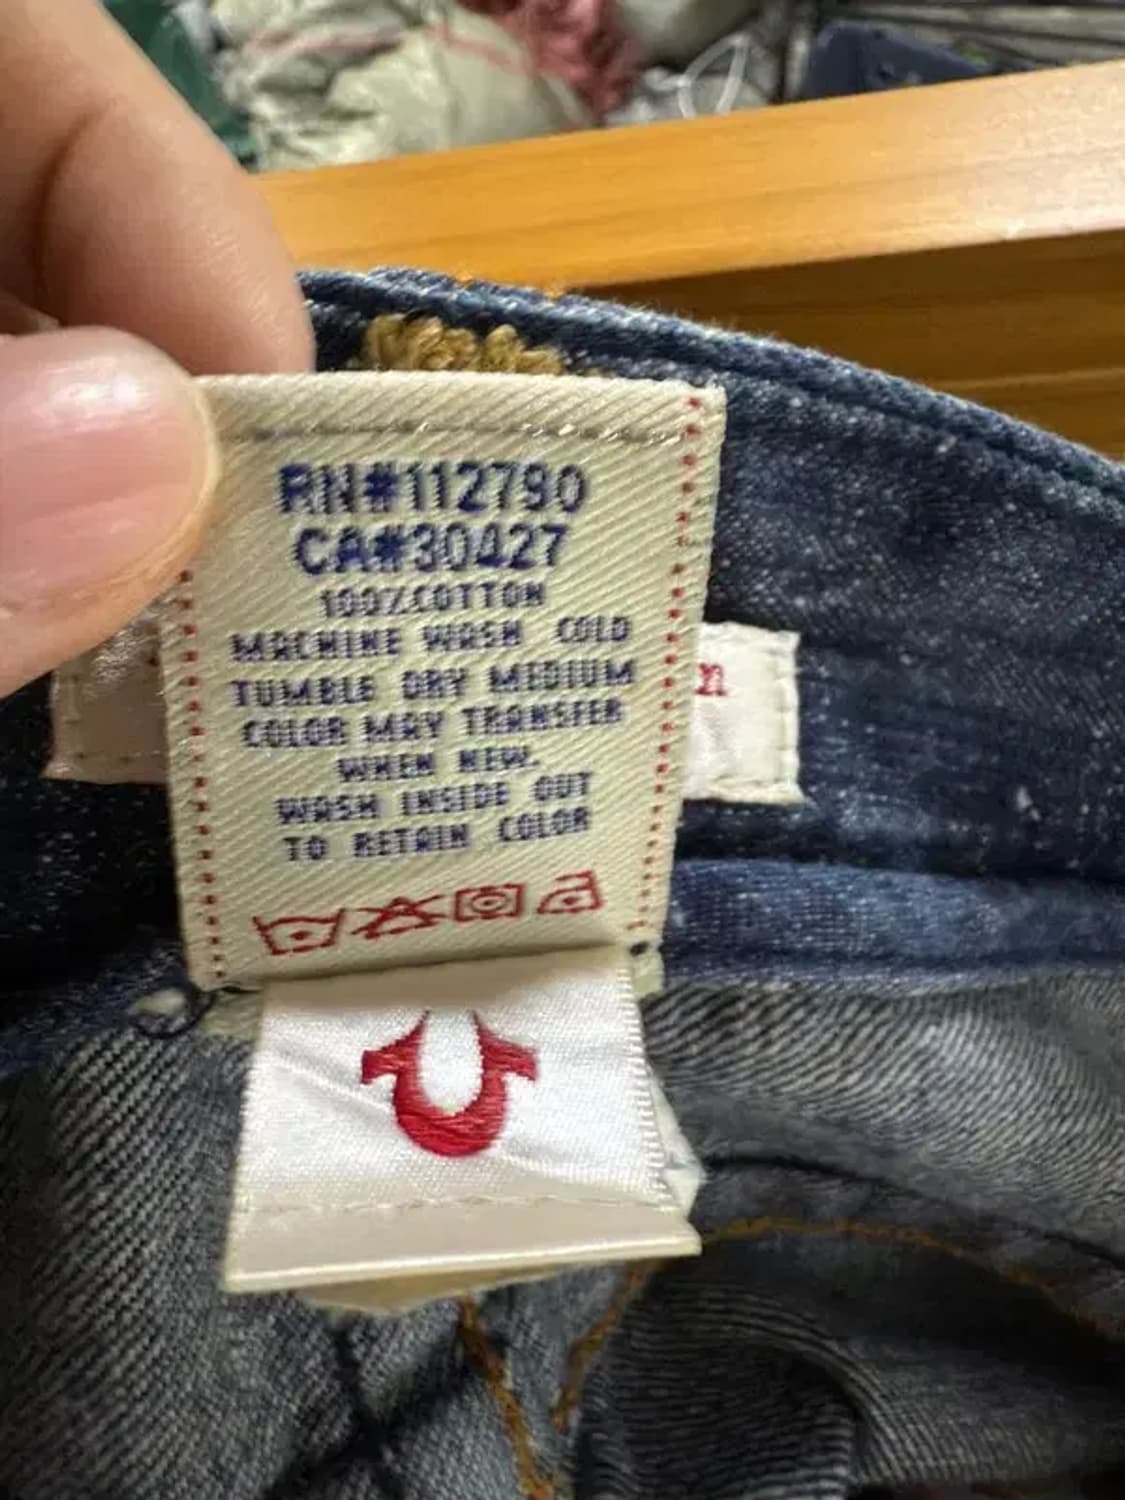 RN#112790
CA#30427
100%COTTON
MACHINE WASH COLD
TUMBLE DRY MEDIUM
COLOR MAY TRANSFER
WHEN NEW.
WASH INSIDE OUT
TO RETAIN COLOR
n